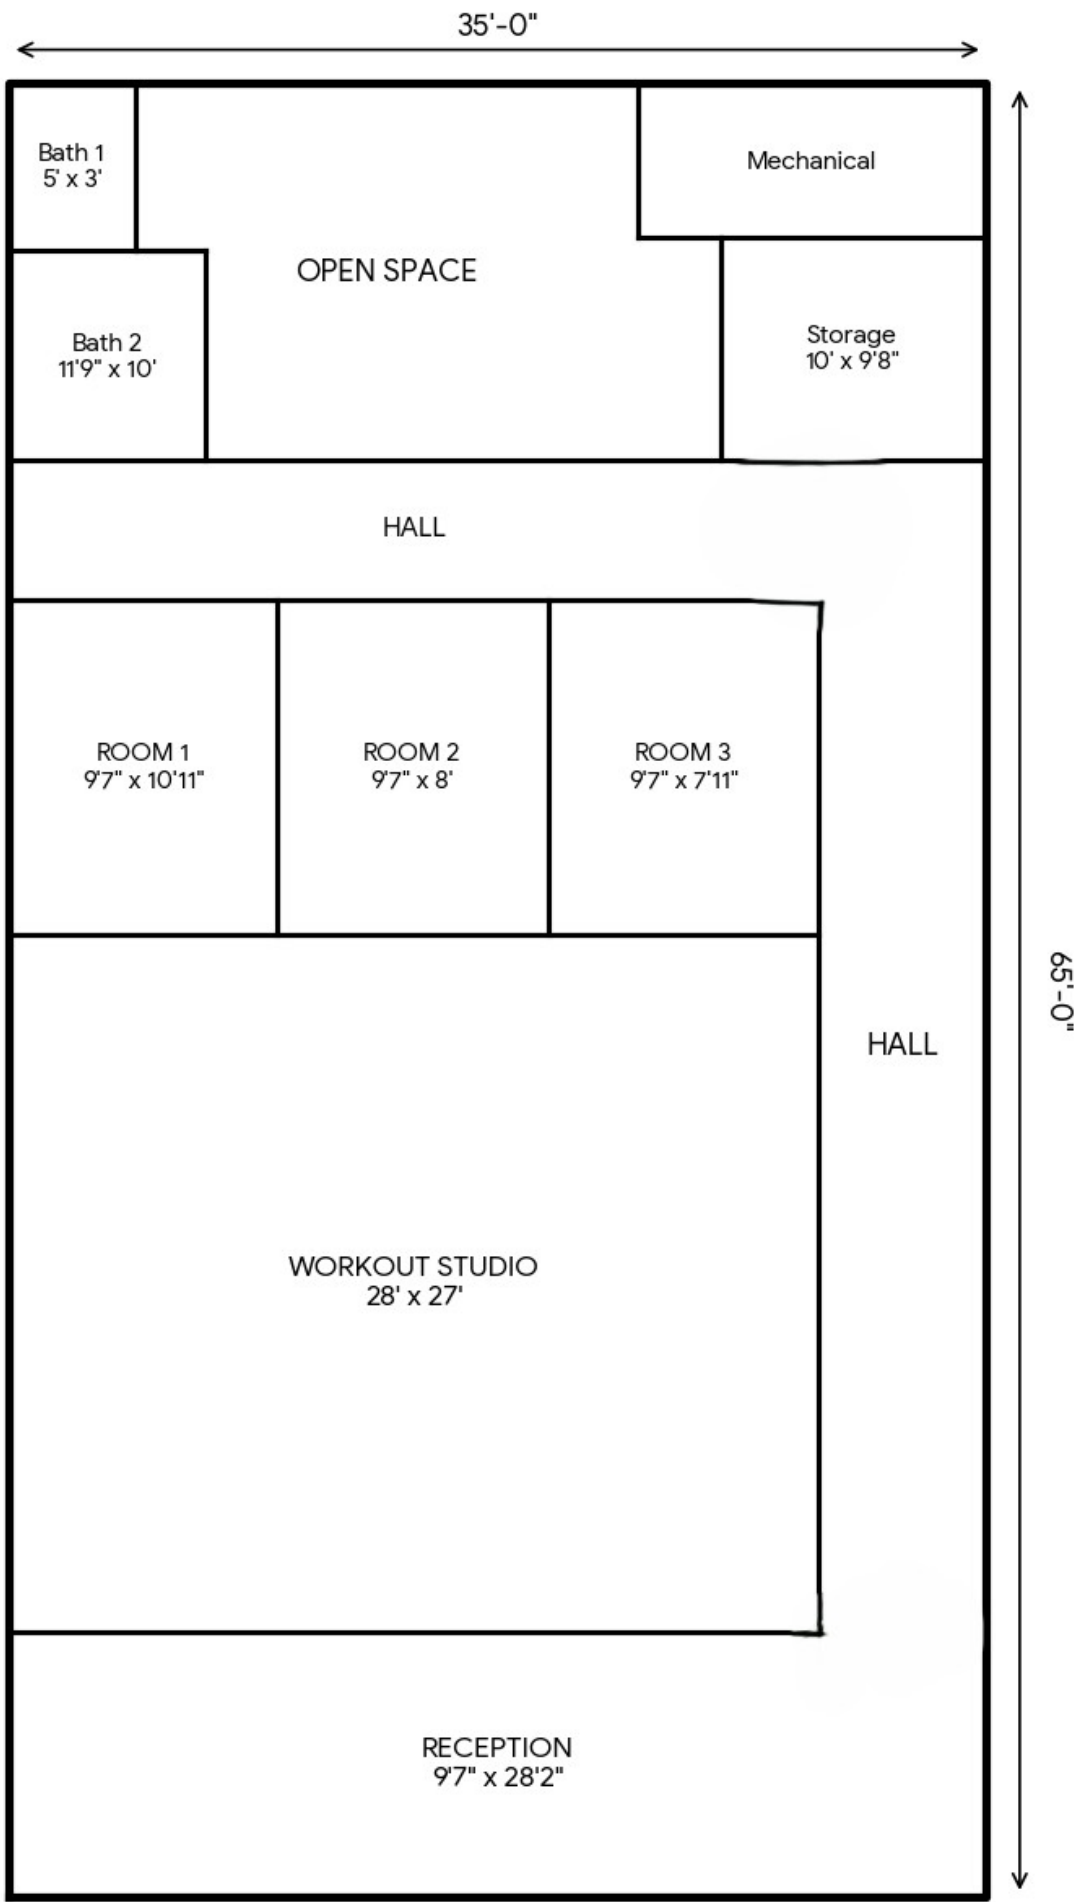 35'-0"
Bath 1
5' x 3'
Mechanical
OPEN SPACE
Bath 2
11'9" x 10'
Storage
10' x 9'8"
HALL
ROOM 1
9'7" x 10'11"
ROOM 2
9'7" x 8'
ROOM 3
9'7" x 7'11"
65'-0"
HALL
WORKOUT STUDIO
28' x 27'
RECEPTION
9'7" x 28'2"